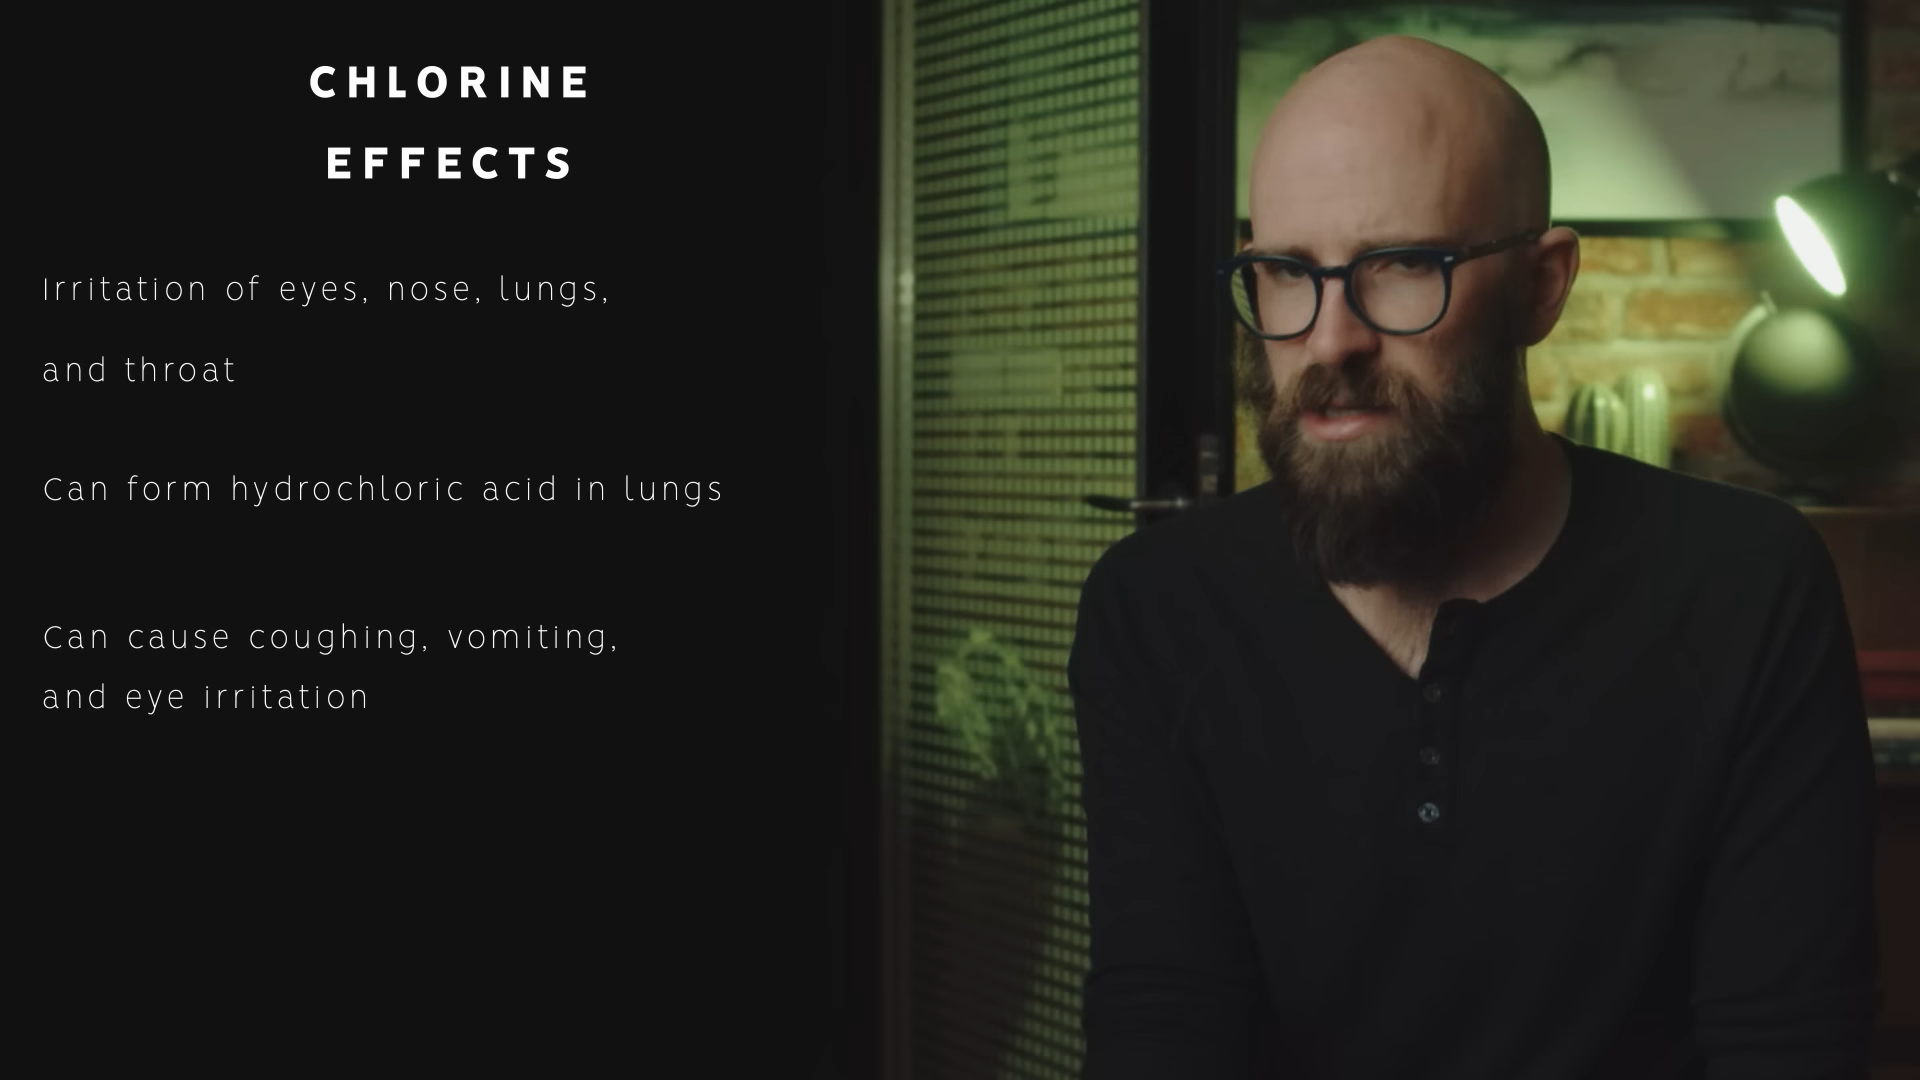 CHLORINE
EFFECTS
Irritation of eyes, nose, lungs,
and throat
Can form hydrochloric acid in lungs
Can cause coughing, vomiting,
and eye irritation